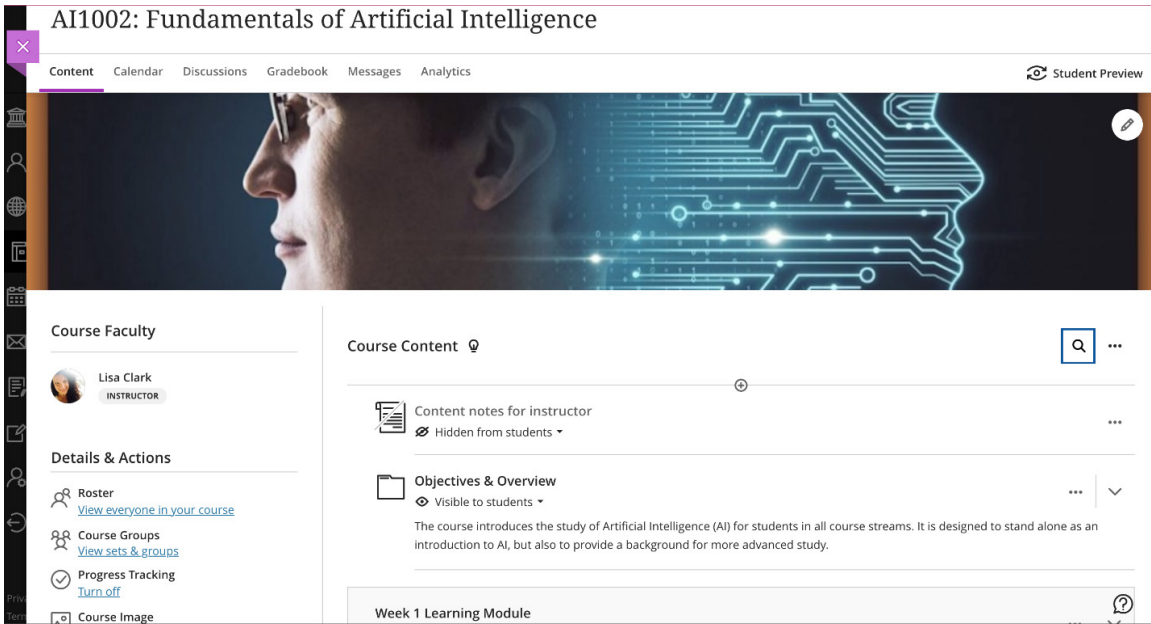 AI1002: Fundamentals of Artificial Intelligence
Content Calendar Discussions Gradebook Messages Analytics
Student Preview
Course Faculty
Lisa Clark
INSTRUCTOR
Details & Actions
Roster
View everyone in your course
Course Groups
View sets & groups
Progress Tracking
Turn off
Course Image
Course Content
Content notes for instructor
Hidden from students
Objectives & Overview
Visible to students
The course introduces the study of Artificial Intelligence (AI) for students in all course streams. It is designed to stand alone as an
introduction to AI, but also to provide a background for more advanced study.
Week 1 Learning Module